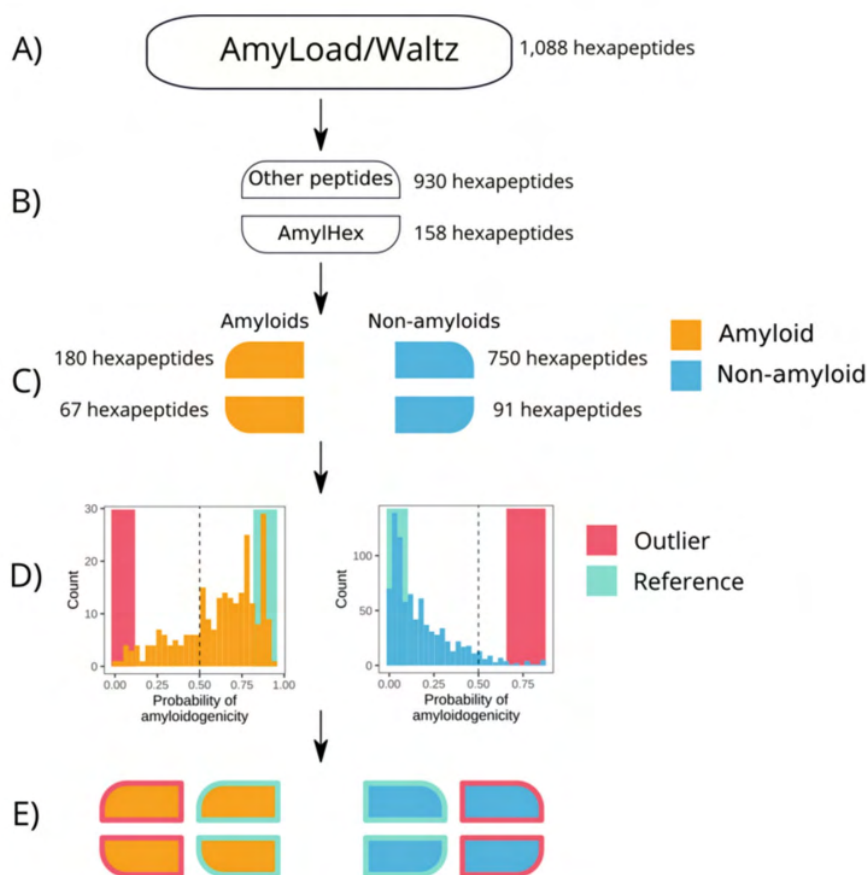 A)
AmyLoad/Waltz
1,088 hexapeptides
B)
Other peptides
930 hexapeptides
AmylHex
158 hexapeptides
C)
Amyloids
Non-amyloids
180 hexapeptides
750 hexapeptides
67 hexapeptides
91 hexapeptides
Amyloid
Non-amyloid
D)
Count
30
20
10
0
0.00
0.25
0.50
0.75
1.00
Probability of
amyloidogenicity
Count
100
50
0
0.00
0.25
0.50
0.75
Probability of
amyloidogenicity
Outlier
Reference
E)